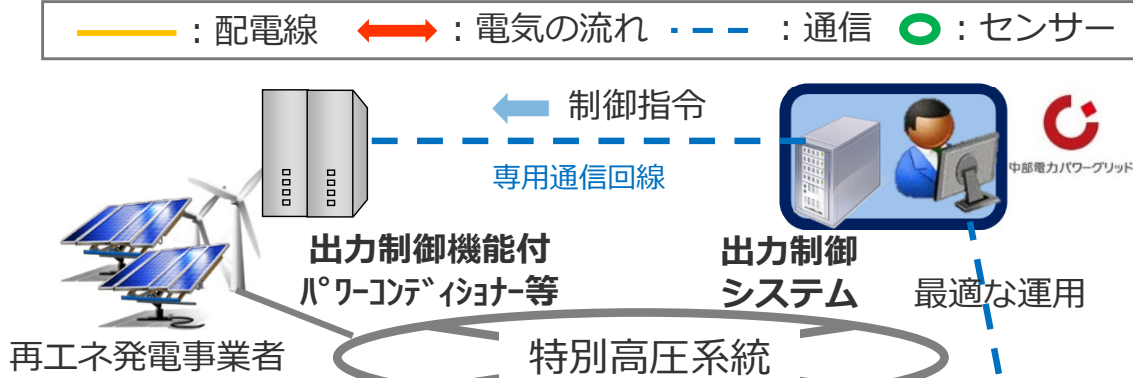 ：配電線 ：電気の流れ ：通信 ：センサー
制御指令
専用通信回線
中部電力パワーグリッド
出力制御機能付
ﾊﾟﾜｰｺﾝﾃﾞｨｼｮﾅｰ等
出力制御
システム
最適な運用
再エネ発電事業者
特別高圧系統